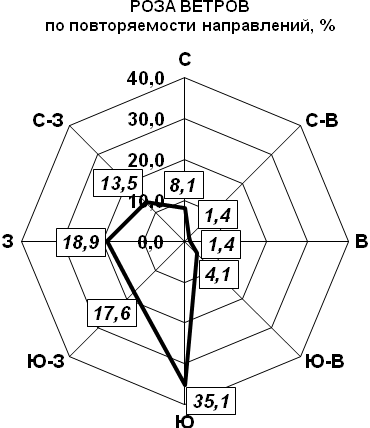 РОЗА ВЕТРОВ
по повторяемости направлений, %
С
40,0
С-З
С-В
30,0
20,0
13,5
8,1
10,0
1,4
З
18,9
0,0
1,4
В
4,1
17,6
Ю-З
Ю-В
35,1
Ю